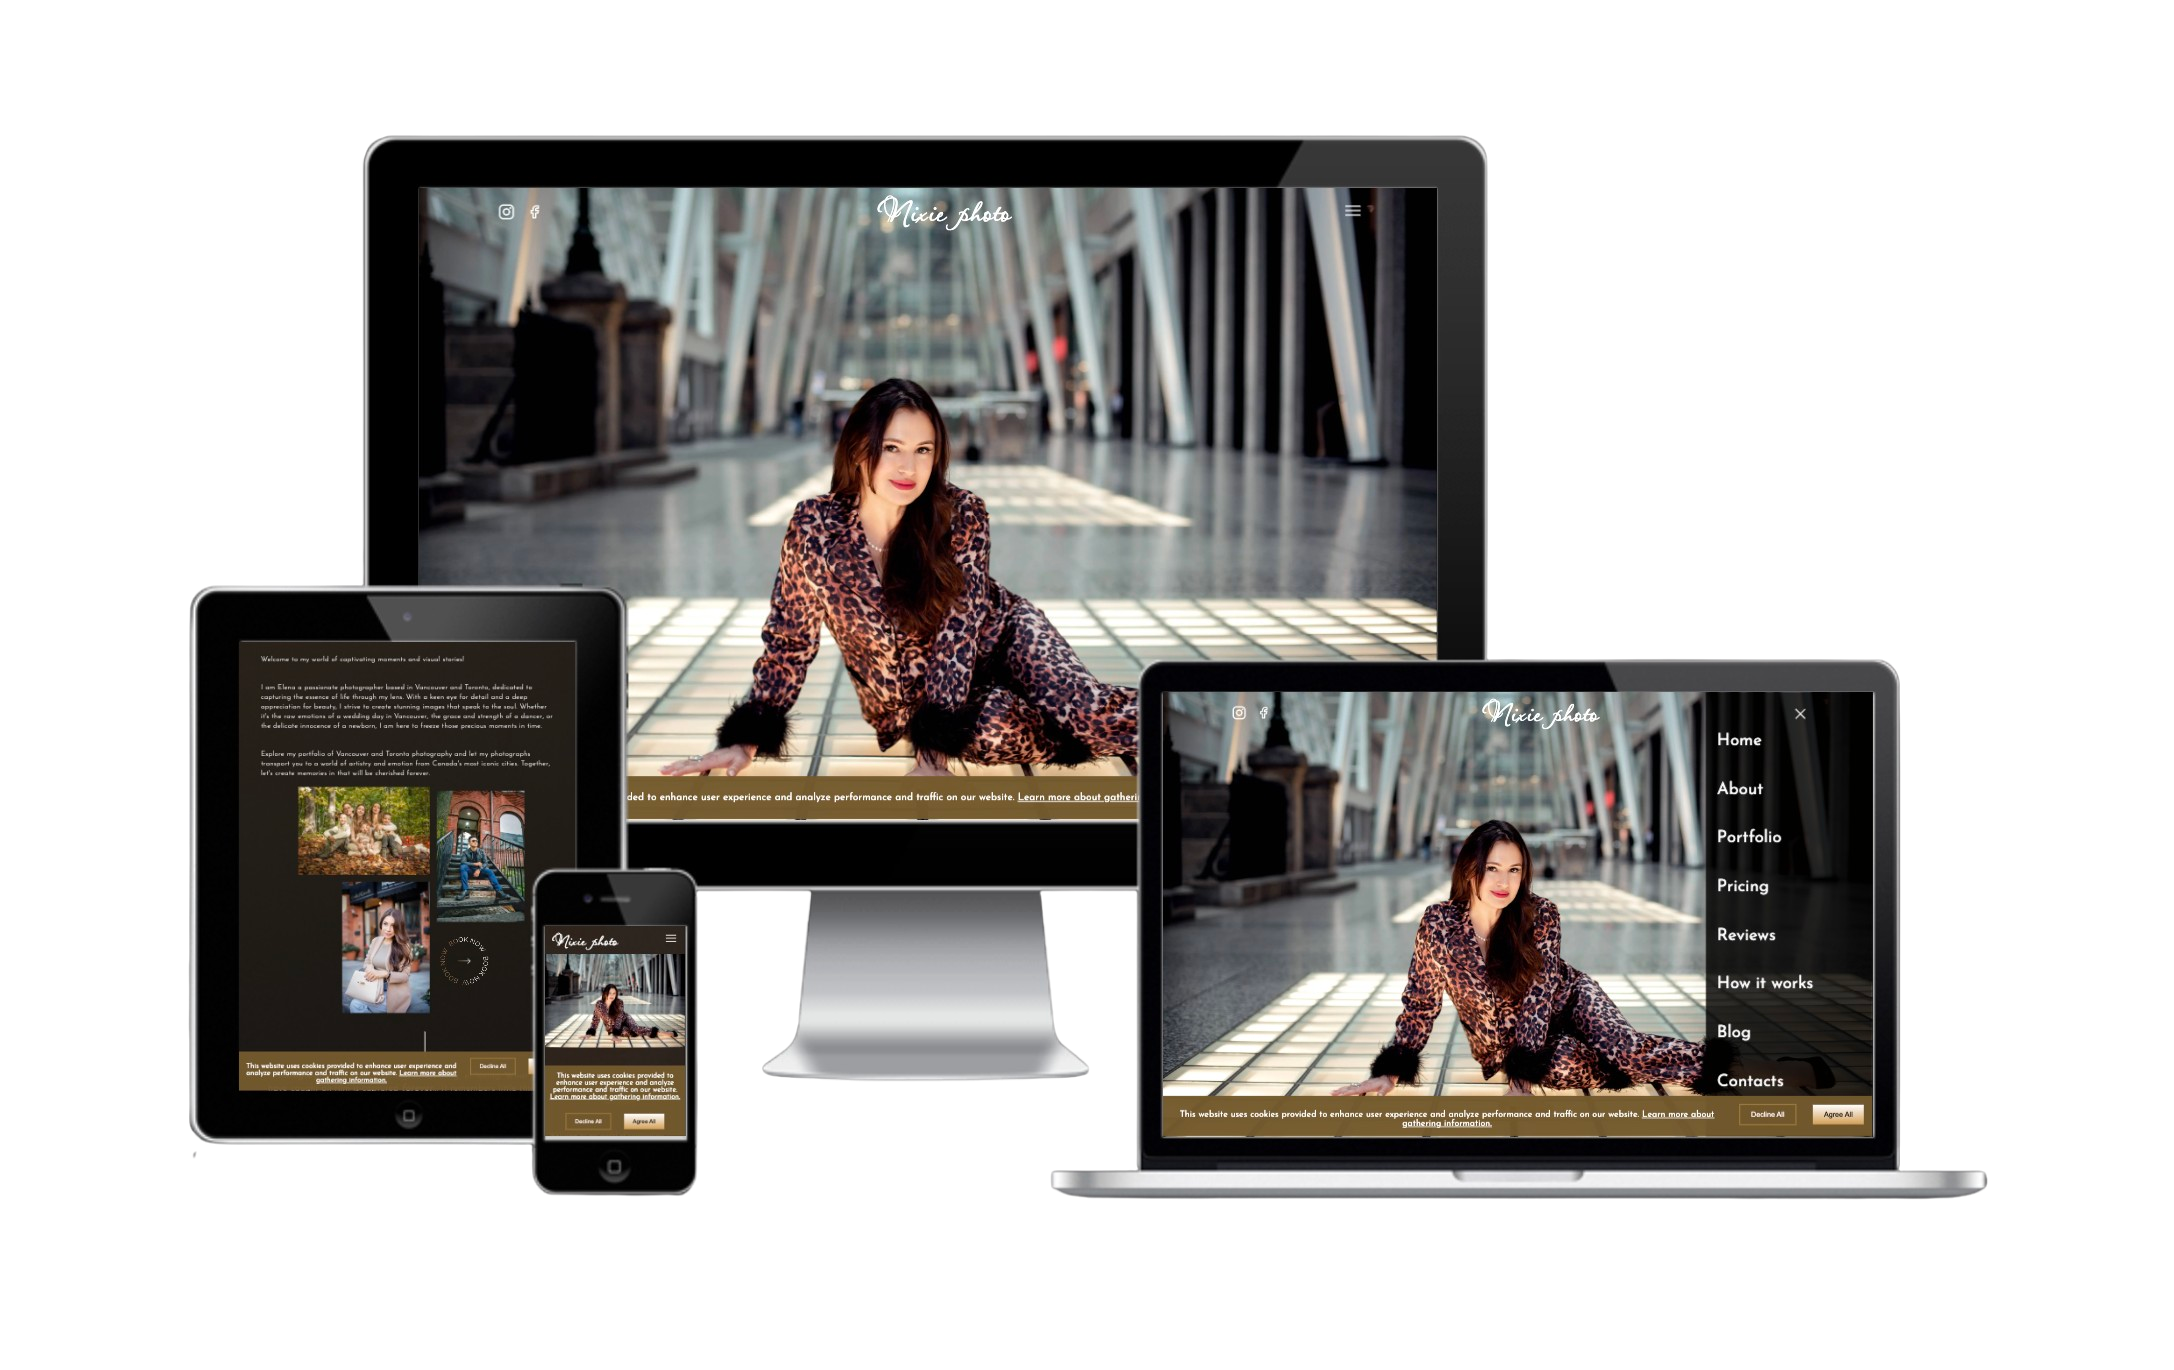 Nixie photo
ded to enhance user experience and analyze performance and traffic on our website. Learn more about gatheri
Welcome to my world of captivating moments and visual stories!
I am Elena a passionate photographer based in Vancouver and Toronto, dedicated to
capturing the essence of life through my lens. With a keen eye for detail and a deep
appreciation for beauty, I strive to create stunning images that speak to the soul. Whether
it's the raw emotions of a wedding day in Vancouver, the grace and strength of a dancer, or
the delicate innocence of a newborn, I am here to freeze those precious moments in time.
Explore my portfolio of Vancouver and Toronto photography and let my photographs
transport you to a world of artistry and emotion from Canada's most iconic cities. Together,
let's create memories in that will be cherished forever.
BOOK NOW BOOK NOW BOOK NOW
This website uses cookies provided to enhance user experience and
analyze performance and traffic on our website. Learn more about
gathering information.
Decline All
Nixie photo
This website uses cookies provided to
enhance user experience and analyze
performance and traffic on our website.
Learn more about gathering information.
Decline All
Agree All
Nixie photo
Home
About
Portfolio
Pricing
Reviews
How it works
Blog
Contacts
This website uses cookies provided to enhance user experience and analyze performance and traffic on our website. Learn more about
gathering information.
Decline All
Agree All